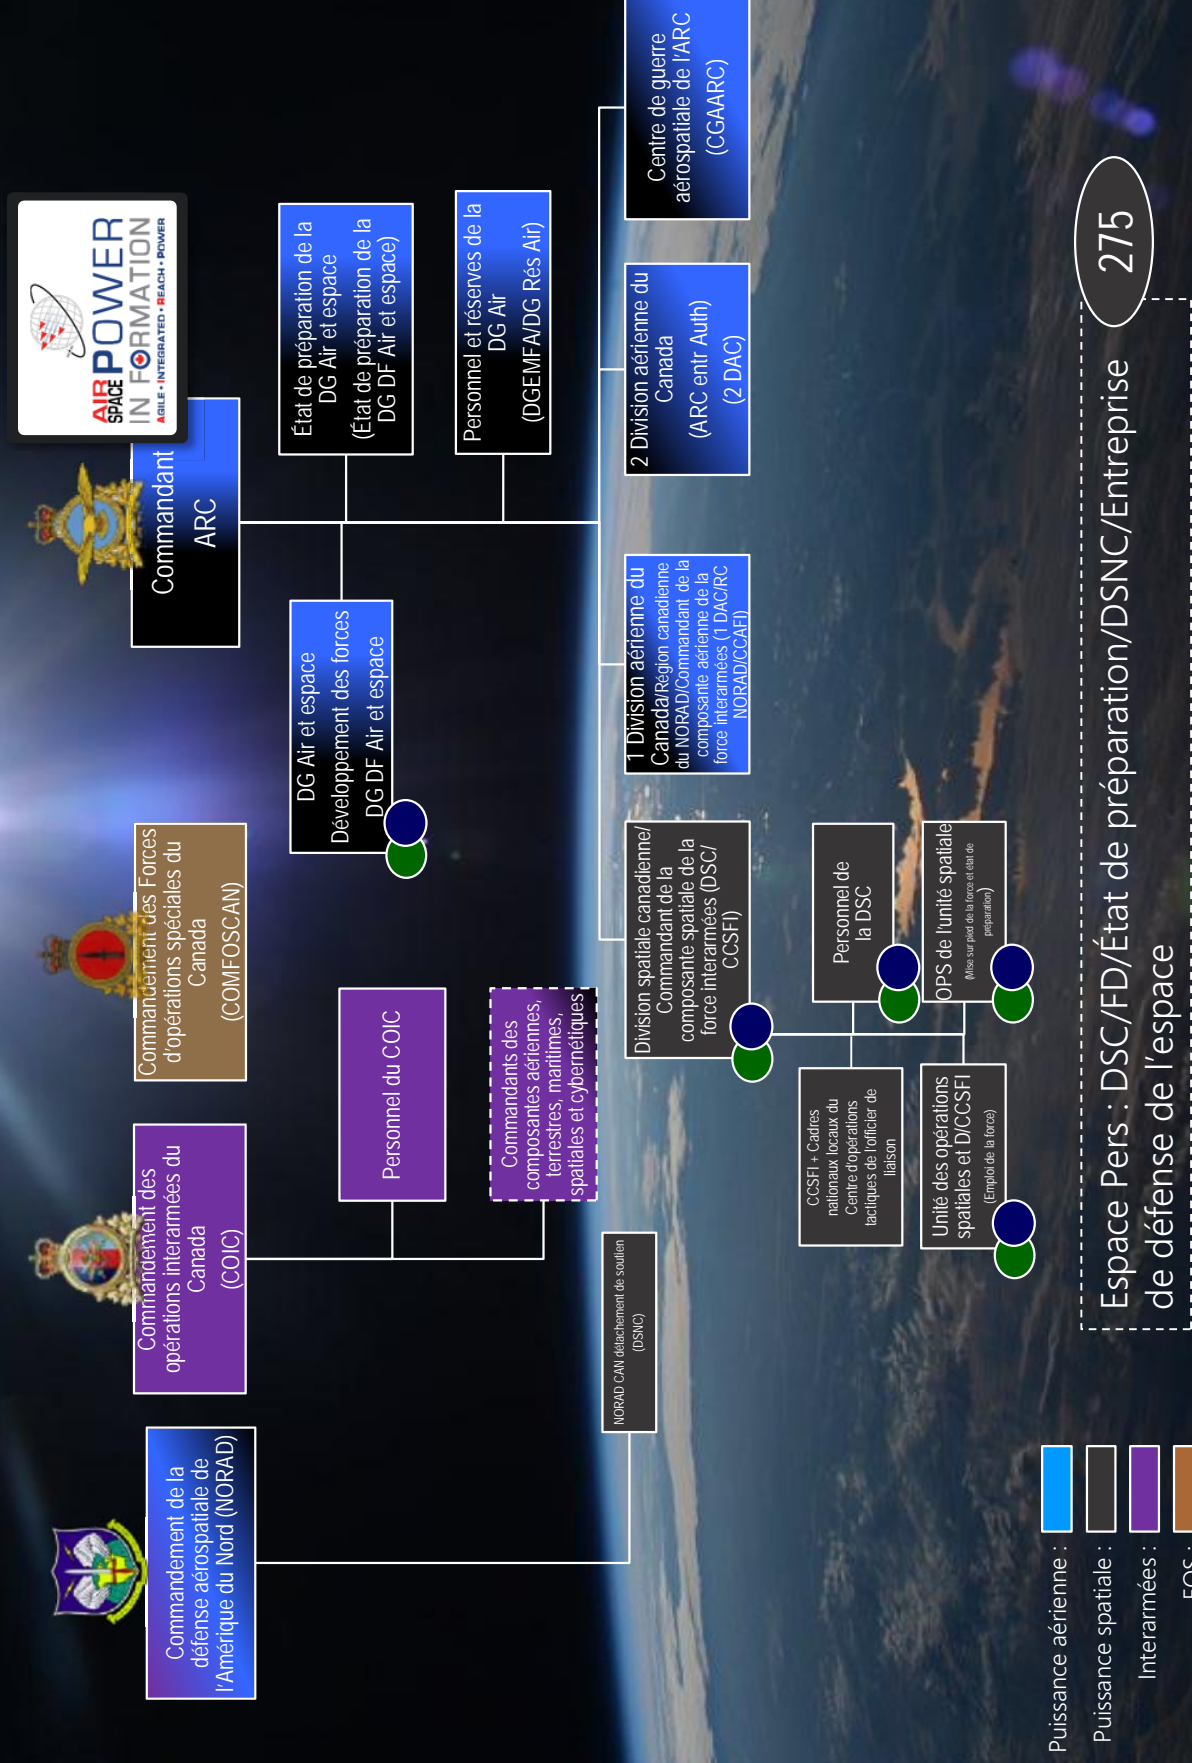 AIR
SPACE
POWER
IN FORMATION
AGILE • INTEGRATED • REACH • POWER
Commandement de la
défense aérospatiale de
l'Amérique du Nord (NORAD)
Commandement des
opérations interarmées du
Canada
(COIC)
Commandement des Forces
d'opérations spéciales du
Canada
(COMFOSCAN)
Commandant
ARC
Personnel du COIC
Commandants des
composantes aériennes,
terrestres, maritimes,
spatiales et cybernétiques
DG Air et espace
Développement des forces
DG DF Air et espace
État de préparation de la
DG Air et espace
(État de préparation de la
DG DF Air et espace)
Personnel et réserves de la
DG Air
(DGEMFA/DG Rés Air)
NORAD CAN détachement de soutien
(DSNC)
Division spatiale canadienne/
Commandant de la
composante spatiale de la
force interarmées (DSC/
CCSFI)
1 Division aérienne du
Canada/Région canadienne
du NORAD/Commandant de la
composante aérienne de la
force interarmées (1 DAC/RC
NORAD/CCAFI)
2 Division aérienne du
Canada
(ARC entr Auth)
(2 DAC)
Centre de guerre
aérospatiale de l'ARC
(CGAARC)
CCSFI + Cadres
nationaux locaux du
Centre d'opérations
tactiques de l'officier de
liaison
Personnel de
la DSC
Unité des opérations
spatiales et D/CCSFI
(Emploi de la force)
OPS de l'unité spatiale
(Mise sur pied de la force et état de
préparation)
Puissance aérienne :
Puissance spatiale :
Interarmées :
Espace Pers : DSC/FD/État de préparation/DSNC/Entreprise
de défense de l'espace
275